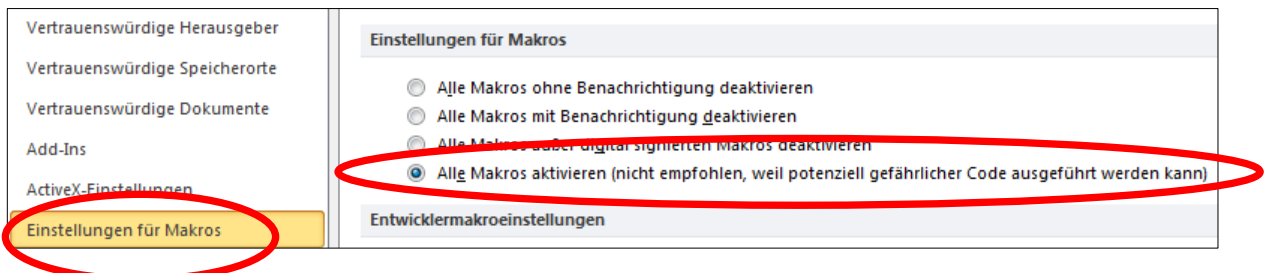 Vertrauenswürdige Herausgeber
Vertrauenswürdige Speicherorte
Vertrauenswürdige Dokumente
Add-Ins
ActiveX-Einstellungen
Einstellungen für Makros
Einstellungen für Makros
Alle Makros ohne Benachrichtigung deaktivieren
Alle Makros mit Benachrichtigung deaktivieren
Alle Makros außer digital signierten Makros deaktivieren
Alle Makros aktivieren (nicht empfohlen, weil potenziell gefährlicher Code ausgeführt werden kann)
Entwicklermakroeinstellungen